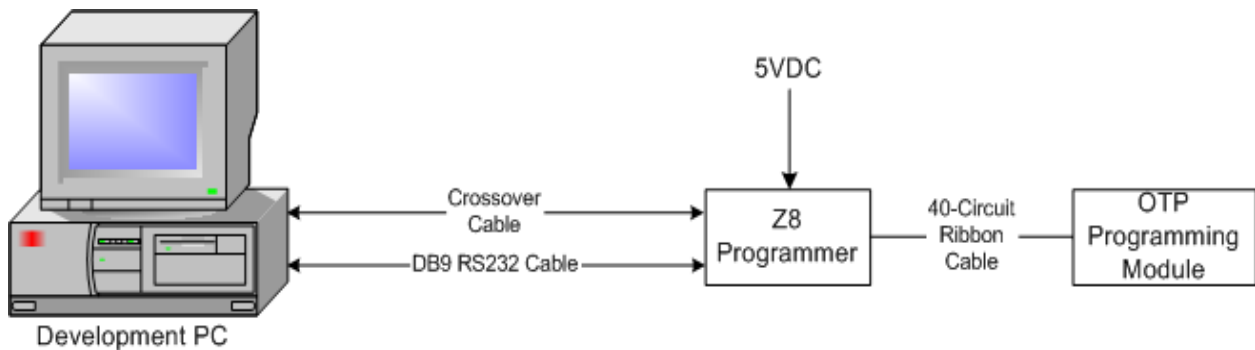 5VDC
Crossover
Cable
DB9 RS232 Cable
Z8
Programmer
40-Circuit
Ribbon
Cable
OTP
Programming
Module
Development PC